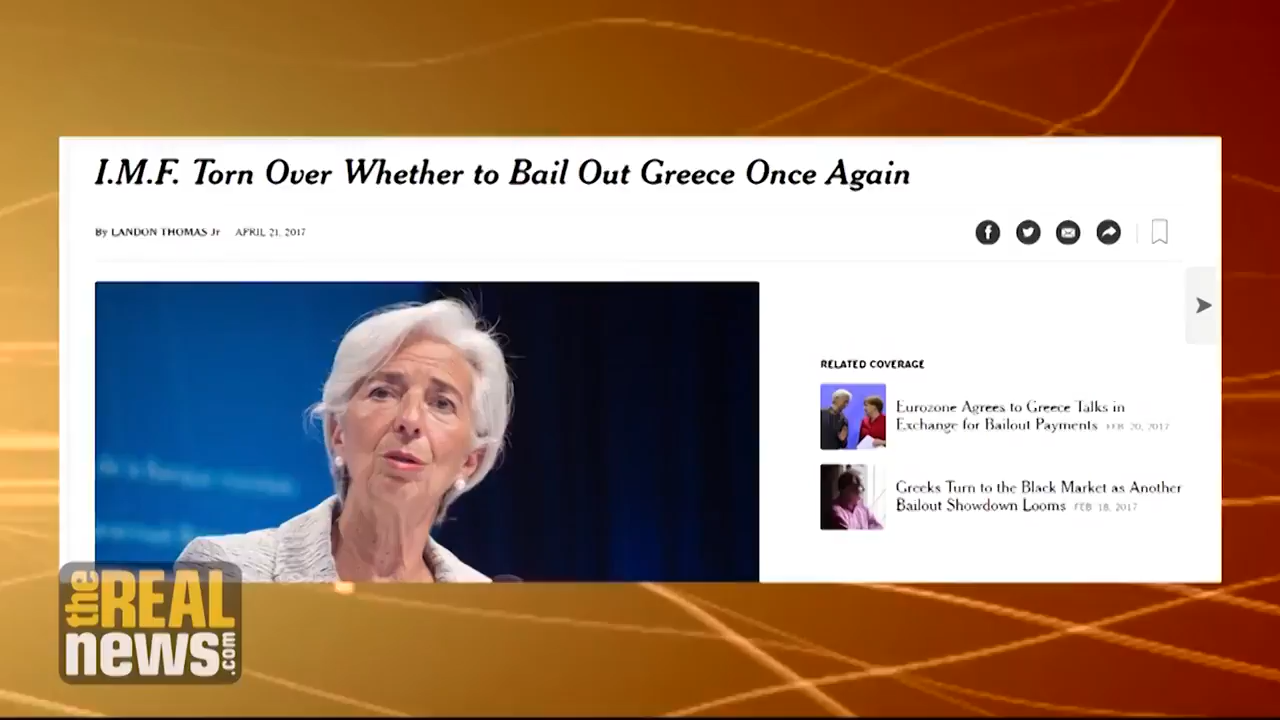 I.M.F. Torn Over Whether to Bail Out Greece Once Again
By LANDON THOMAS Jr APRIL 21, 2017
RELATED COVERAGE
Eurozone Agrees to Greece Talks in
Exchange for Bailout Payments FEB 20, 2017
Greeks Turn to the Black Market as Another
Bailout Showdown Looms FEB 18, 2017
the REAL
news.com